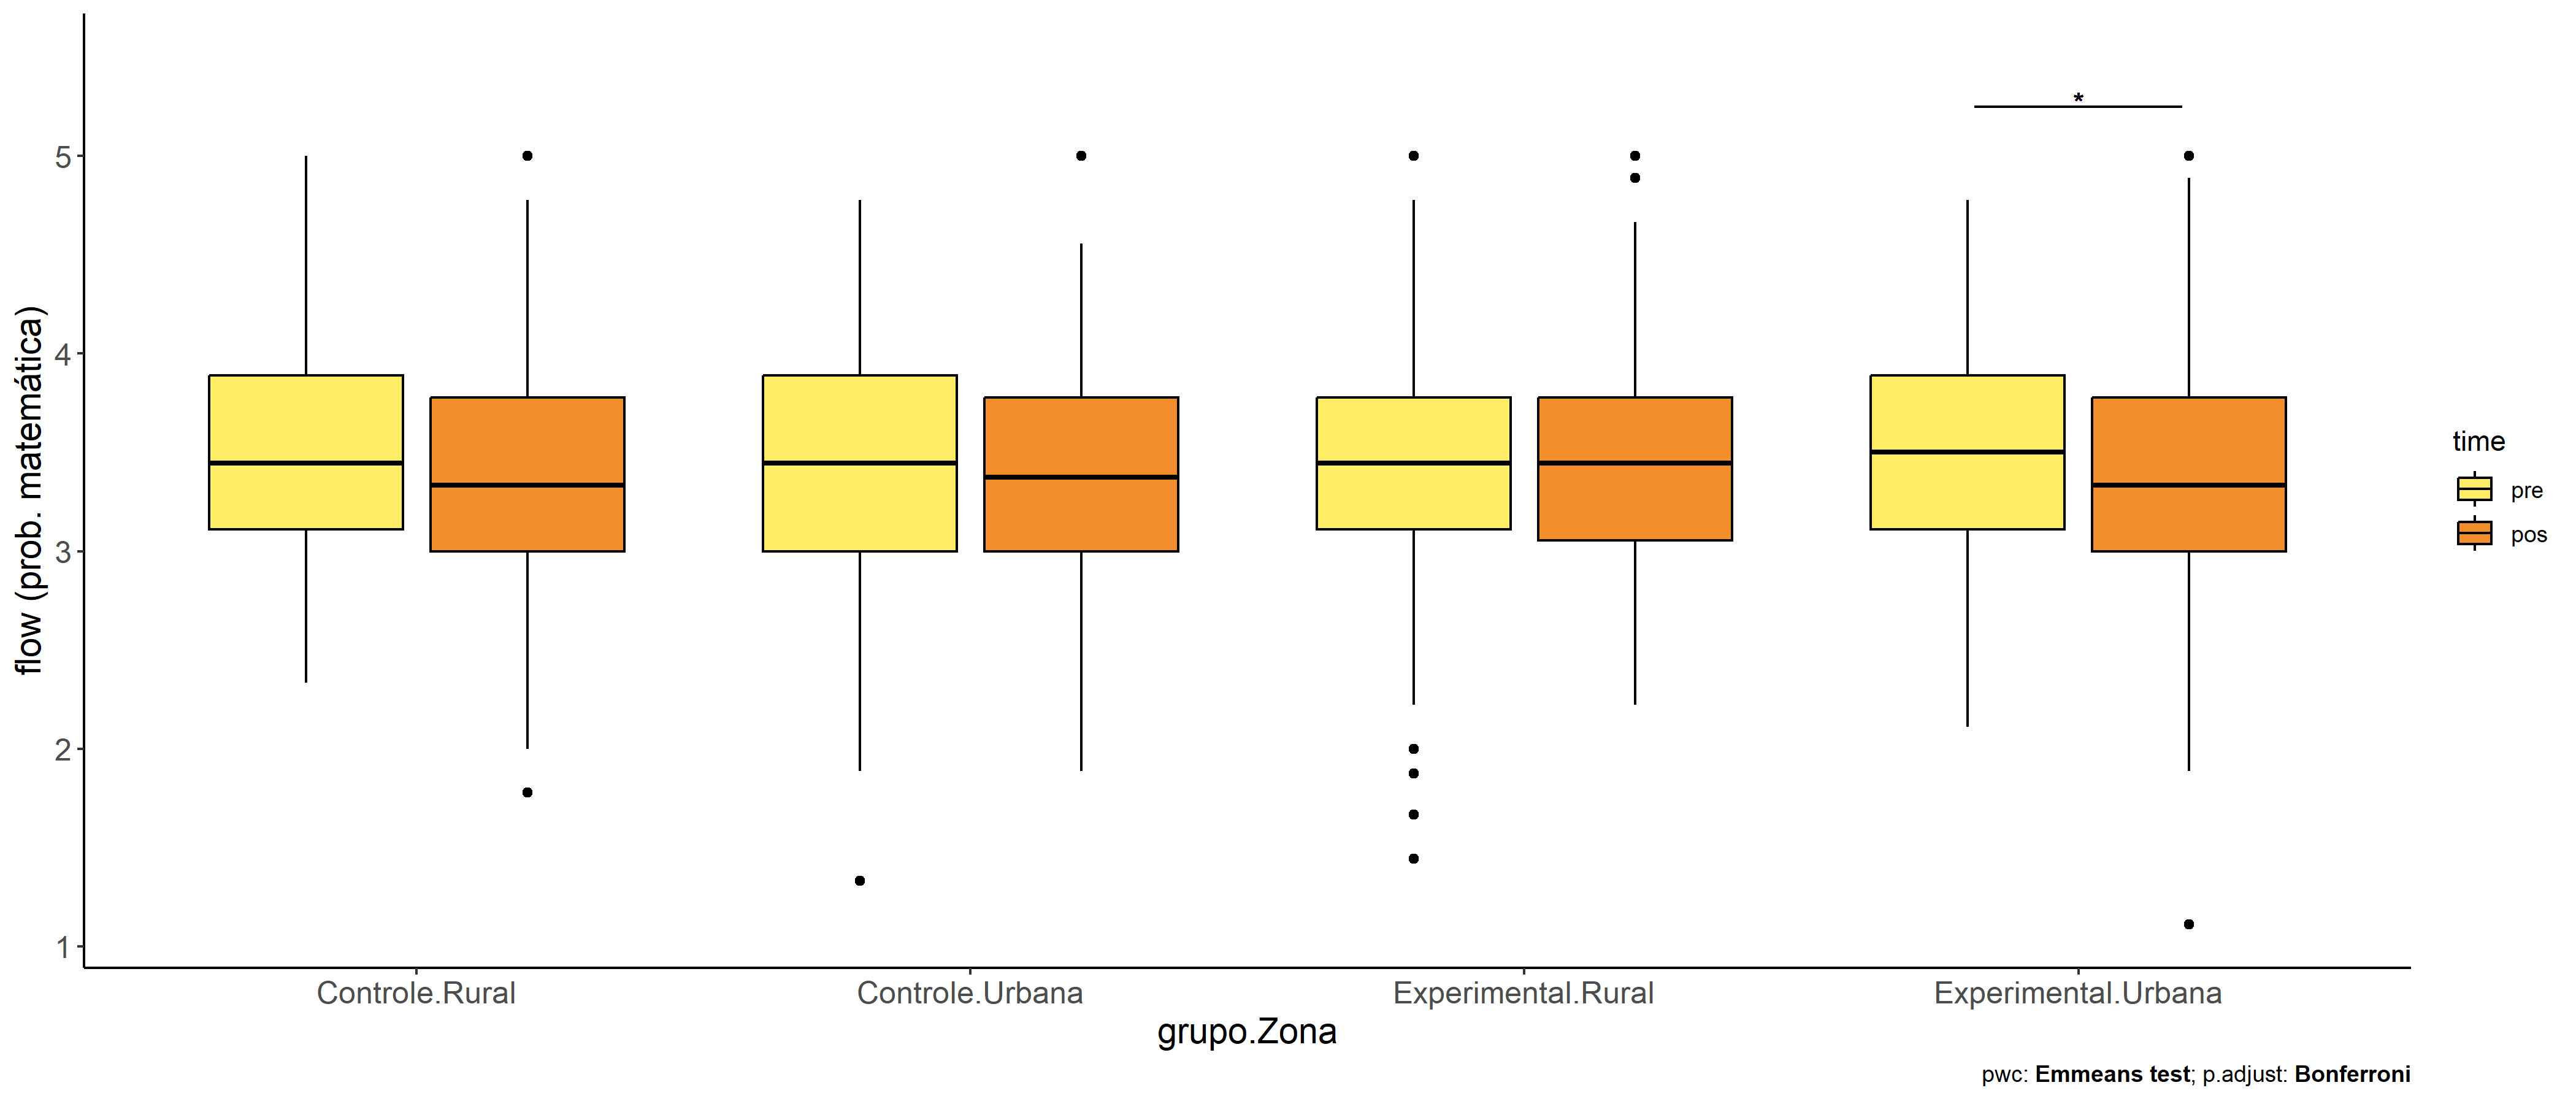 *
5
4
3
2
1
flow (prob. matemática)
Controle.Rural
Controle.Urbana
Experimental.Rural
Experimental.Urbana
grupo.Zona
time
pre
pos
pwc: Emmeans test; p.adjust: Bonferroni